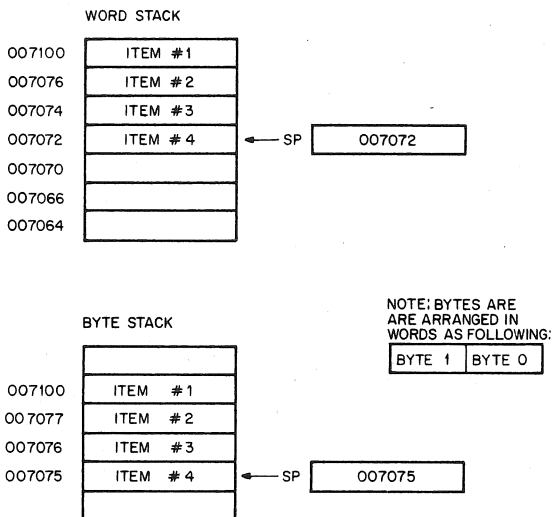 WORD STACK
007100 ITEM #1
007076 ITEM #2
007074 ITEM #3
007072 ITEM #4 SP 007072
007070
007066
007064
NOTE; BYTES ARE
ARE ARRANGED IN
WORDS AS FOLLOWING:
BYTE 1 BYTE 0
BYTE STACK
007100 ITEM #1
007077 ITEM #2
007076 ITEM #3
007075 ITEM #4 SP 007075